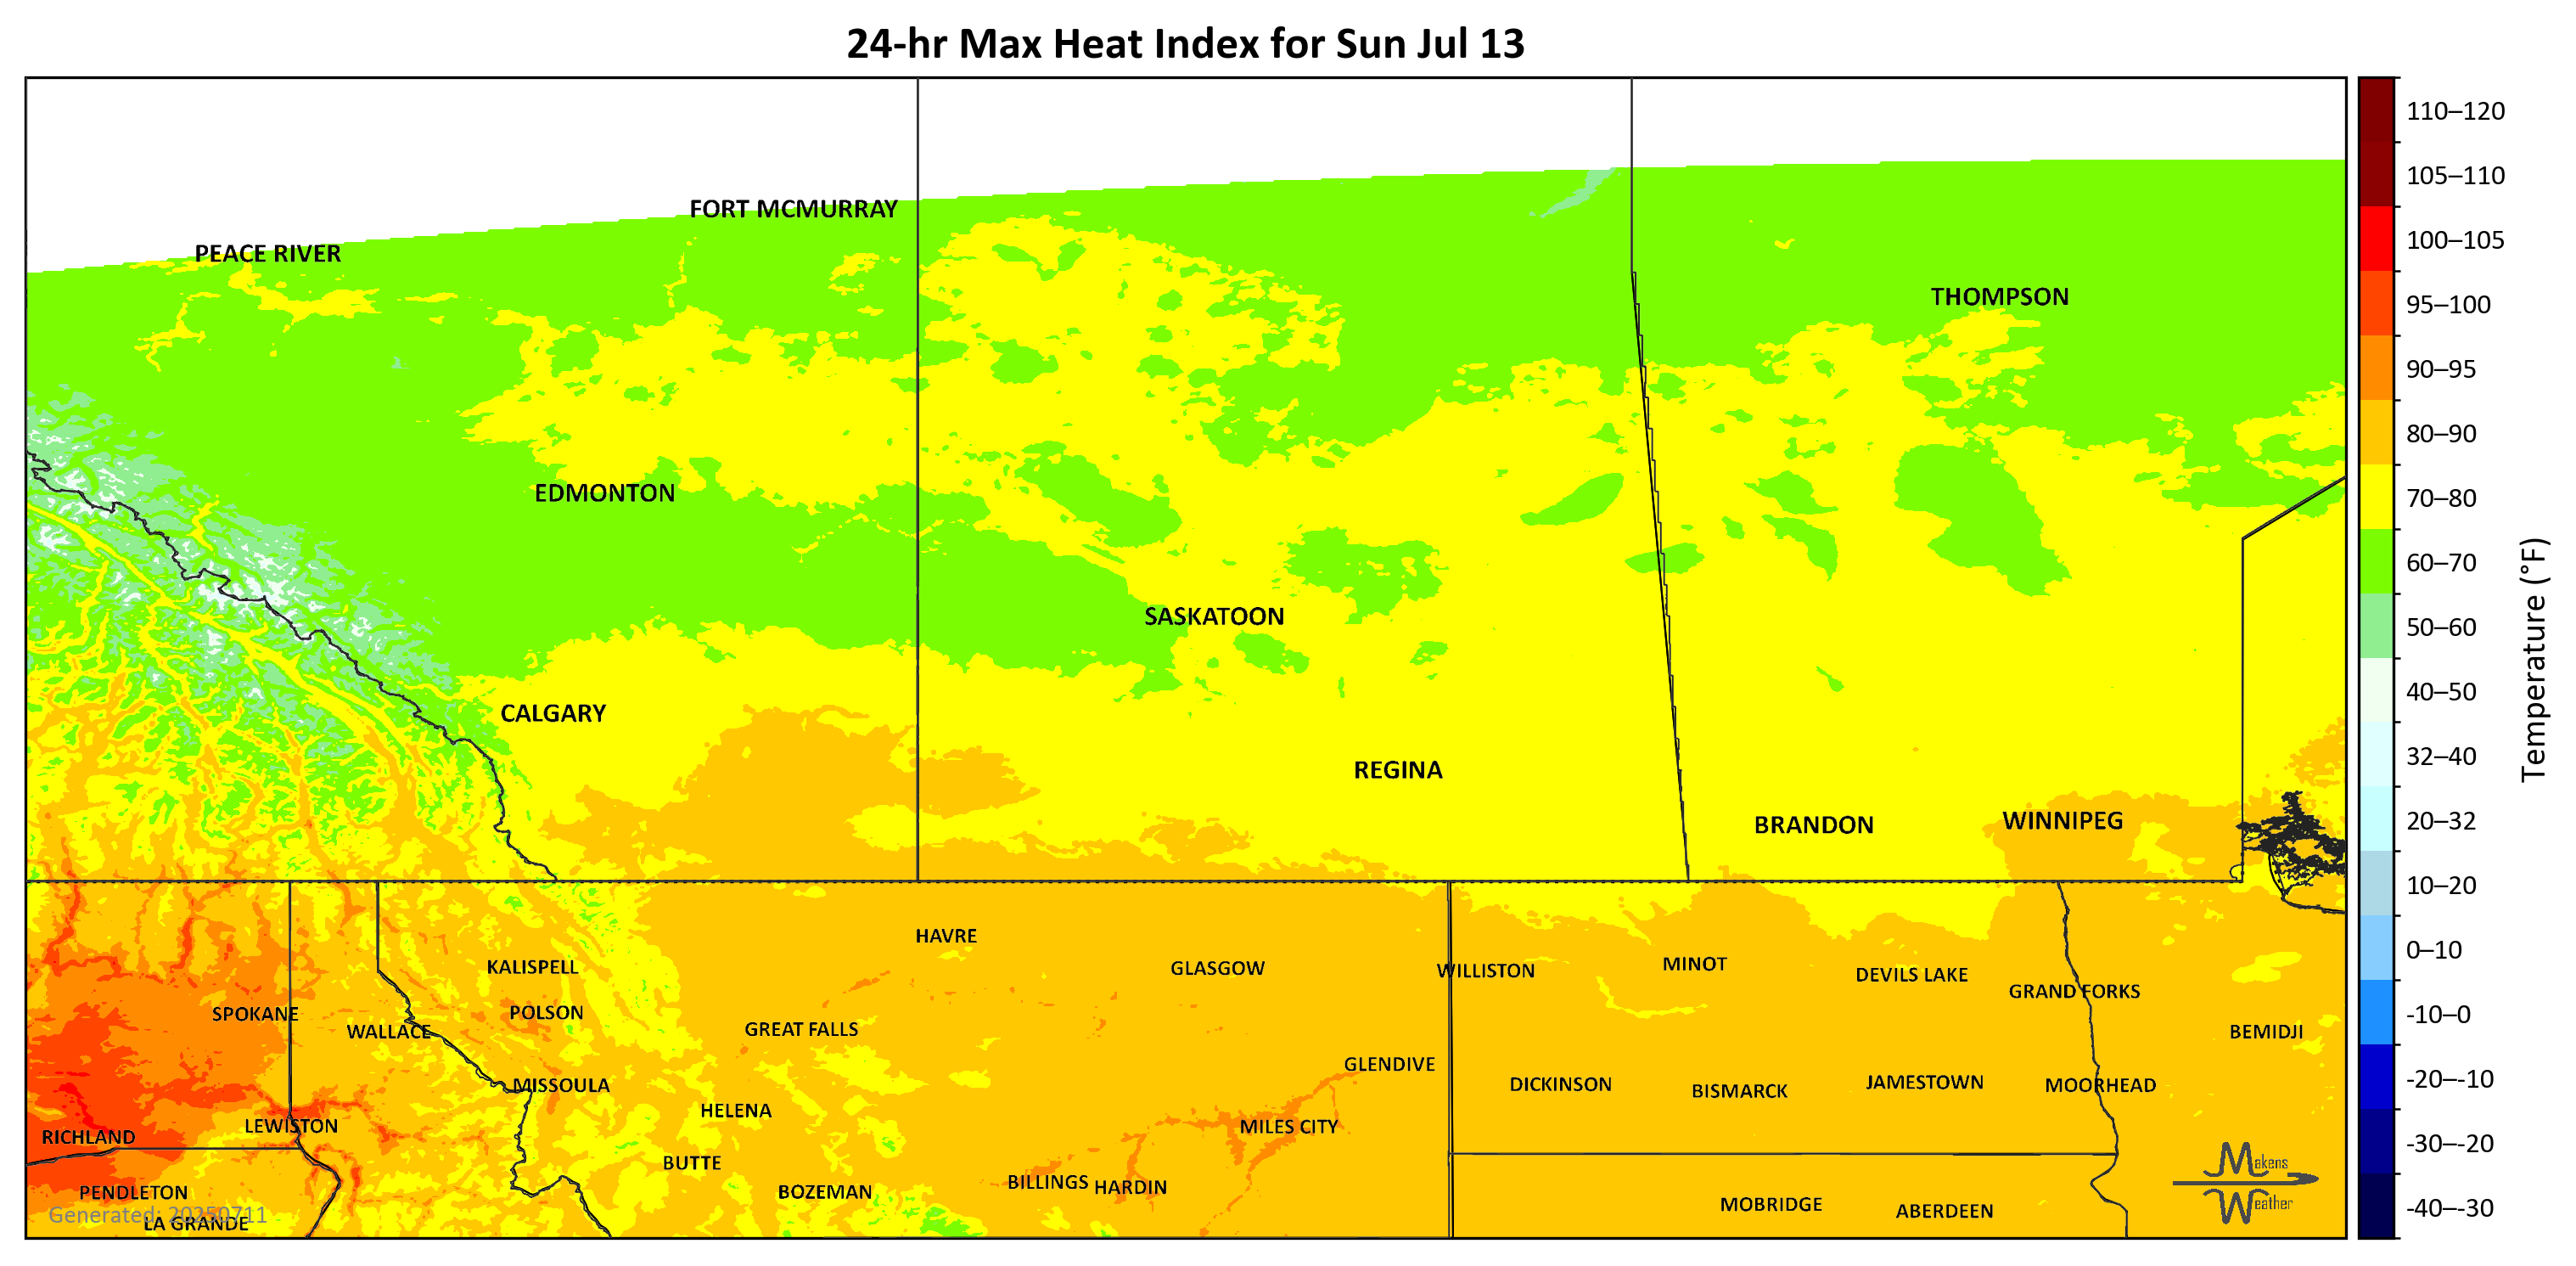 24-hr Max Heat Index for Sun Jul 13
FORT MCMURRAY
PEACE RIVER
THOMPSON
EDMONTON
SASKATOON
CALGARY
REGINA
BRANDON
WINNIPEG
HAVRE
KALISPELL
GLASGOW
WILLISTON
MINOT
DEVILS LAKE
GRAND FORKS
SPOKANE
POLSON
WALLACE
GREAT FALLS
BEMIDJI
GLENDIVE
MISSOULA
DICKINSON
BISMARCK
JAMESTOWN
MOORHEAD
HELENA
LEWISTON
MILES CITY
RICHLAND
BUTTE
BILLINGS
HARDIN
PENDLETON
BOZEMAN
MOBRIDGE
ABERDEEN
Generated: 20250711
LA GRANDE
Makens
Weather
110–120
105–110
100–105
95–100
90–95
80–90
70–80
60–70
50–60
40–50
32–40
20–32
10–20
0–10
-10–0
-20–-10
-30–-20
-40–-30
Temperature (°F)